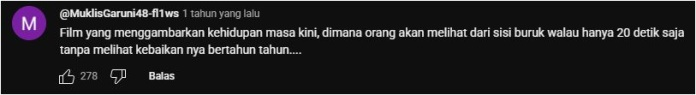 M
@MuklisGaruni48-fl1ws 1 tahun yang lalu
Film yang menggambarkan kehidupan masa kini, dimana orang akan melihat dari sisi buruk walau hanya 20 detik saja
tanpa melihat kebaikan nya bertahun tahun....
278 Balas